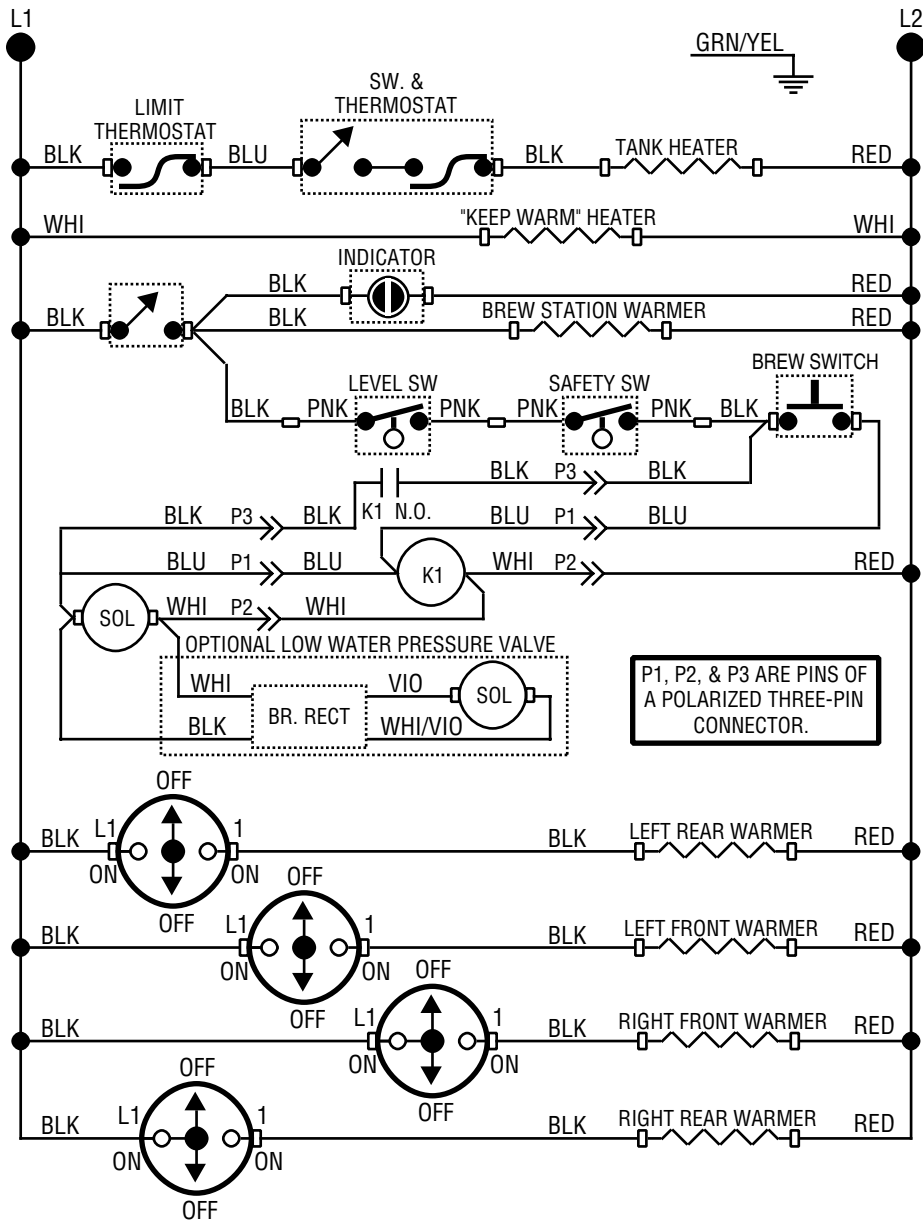 L1 L2
GRN/YEL
SW. &
THERMOSTAT
LIMIT
THERMOSTAT
BLK BLU BLK TANK HEATER RED
WHI "KEEP WARM" HEATER WHI
INDICATOR
BLK RED
BLK BLK BREW STATION WARMER RED
BREW SWITCH
LEVEL SW SAFETY SW
BLK PNK PNK PNK PNK BLK
BLK P3 BLK
K1 N.O.
BLK P3 BLK BLU P1 BLU
BLU P1 BLU K1 WHI P2 RED
SOL WHI P2 WHI
OPTIONAL LOW WATER PRESSURE VALVE
WHI VIO SOL
BR. RECT
BLK WHI/VIO
P1, P2, & P3 ARE PINS OF
A POLARIZED THREE-PIN
CONNECTOR.
OFF
BLK L1 1 BLK LEFT REAR WARMER RED
ON ON
OFF
OFF
BLK L1 1 BLK LEFT FRONT WARMER RED
ON ON
OFF
OFF
BLK L1 1 BLK RIGHT FRONT WARMER RED
ON ON
OFF
OFF
BLK L1 1 BLK RIGHT REAR WARMER RED
ON ON
OFF